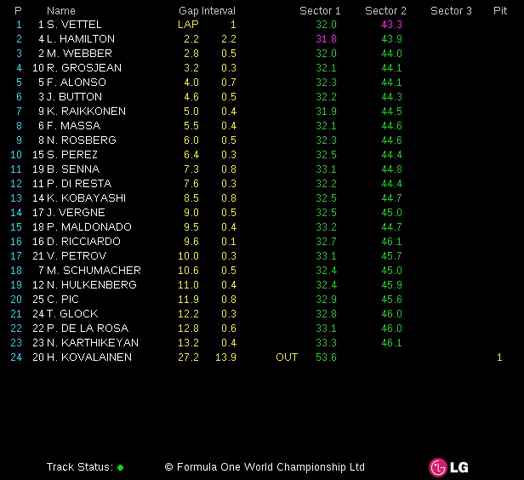 P Name Gap Interval Sector 1 Sector 2 Sector 3 Pit
1 1 S. VETTEL LAP 1 32.0 43.3
2 4 L. HAMILTON 2.2 2.2 31.8 43.9
3 2 M. WEBBER 2.8 0.5 32.0 44.0
4 10 R. GROSJEAN 3.2 0.3 32.1 44.1
5 5 F. ALONSO 4.0 0.7 32.3 44.1
6 3 J. BUTTON 4.6 0.5 32.2 44.3
7 9 K. RAIKKONEN 5.0 0.4 31.9 44.5
8 6 F. MASSA 5.5 0.4 32.1 44.6
9 8 N. ROSBERG 6.0 0.5 32.3 44.6
10 15 S. PEREZ 6.4 0.3 32.5 44.4
11 19 B. SENNA 7.3 0.8 33.1 44.8
12 11 P. DI RESTA 7.6 0.3 32.2 44.4
13 14 K. KOBAYASHI 8.5 0.8 32.5 44.7
14 17 J. VERGNE 9.0 0.5 32.5 45.0
15 18 P. MALDONADO 9.5 0.4 33.2 44.7
16 16 D. RICCIARDO 9.6 0.1 32.7 46.1
17 21 V. PETROV 10.0 0.3 33.1 45.7
18 7 M. SCHUMACHER 10.6 0.5 32.4 45.0
19 12 N. HULKENBERG 11.0 0.4 32.4 45.9
20 25 C. PIC 11.9 0.8 32.9 45.6
21 24 T. GLOCK 12.2 0.3 32.8 46.0
22 22 P. DE LA ROSA 12.8 0.6 33.1 46.0
23 23 N. KARTHIKEYAN 13.2 0.4 33.3 46.1
24 20 H. KOVALAINEN 27.2 13.9 OUT 53.6 1
Track Status: © Formula One World Championship Ltd LG